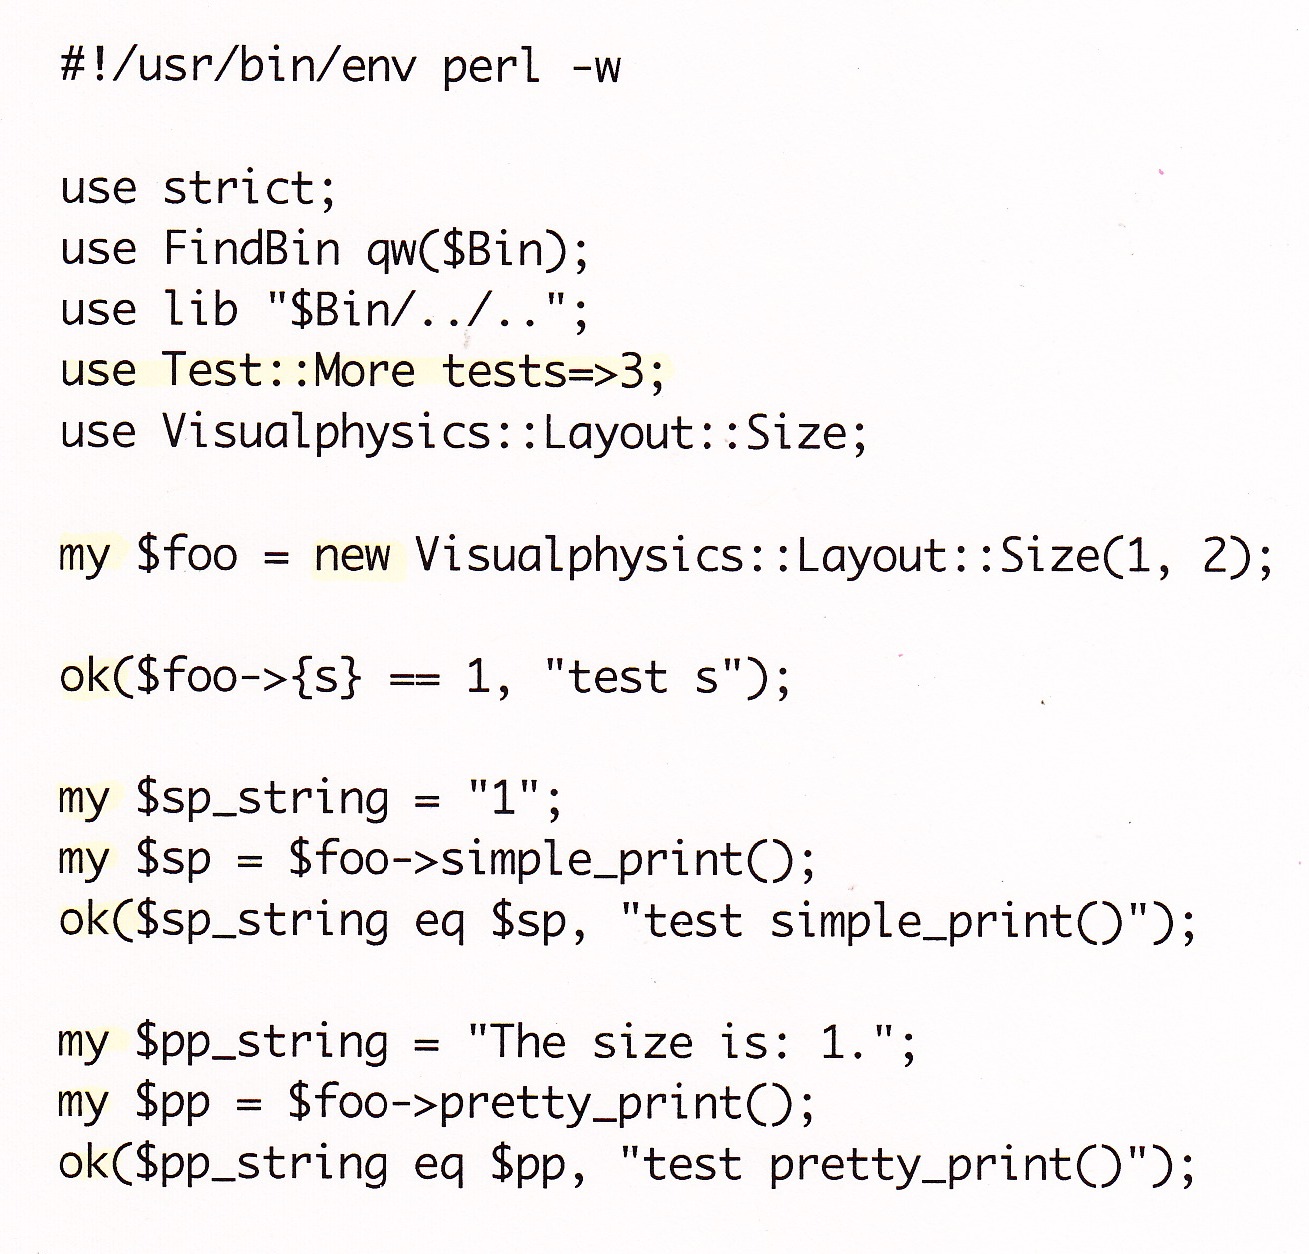 #!/usr/bin/env perl -w
use strict;
use FindBin qw($Bin);
use lib "$Bin/../..";
use Test::More tests=>3;
use Visualphysics::Layout::Size;
my $foo = new Visualphysics::Layout::Size(1, 2);
ok($foo->{s} == 1, "test s");
my $sp_string = "1";
my $sp = $foo->simple_print();
ok($sp_string eq $sp, "test simple_print()");
my $pp_string = "The size is: 1.";
my $pp = $foo->pretty_print();
ok($pp_string eq $pp, "test pretty_print()");